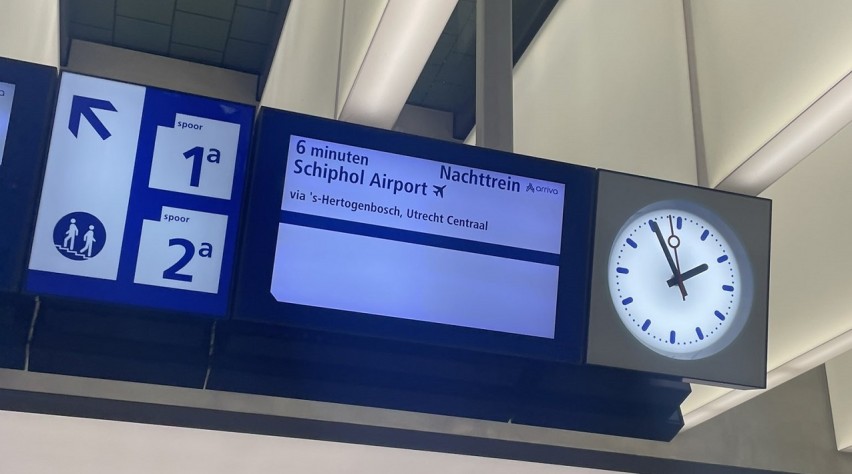 spoor
1a
spoor
2a
6 minuten
Nachttrein arriva
Schiphol Airport
via 's-Hertogenbosch, Utrecht Centraal